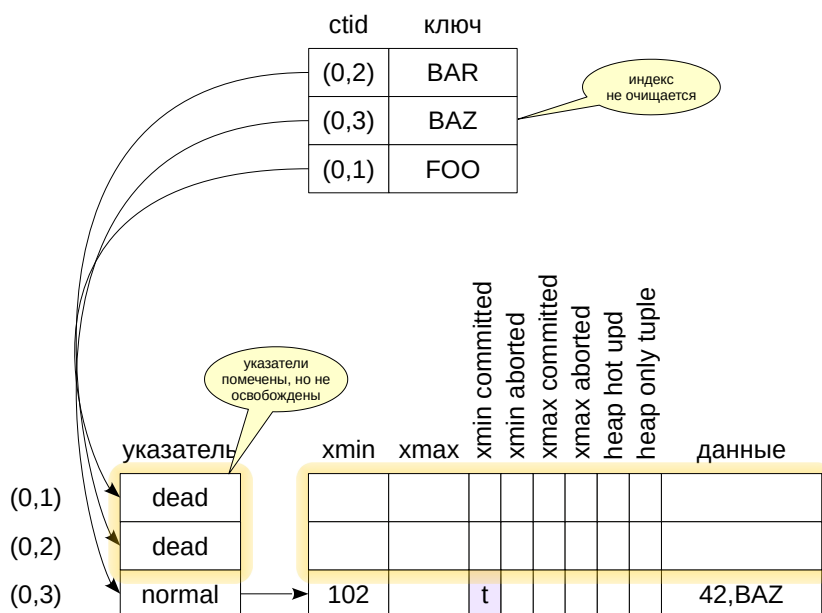 ctid ключ
(0,2) BAR
(0,3) BAZ
(0,1) FOO
индекс
не очищается
указатели
помечены, но не
освобождены
указатель xmin xmax xmin committed xmin aborted xmax committed xmax aborted heap hot upd heap only tuple данные
(0,1) dead
(0,2) dead
(0,3) normal 102 t 42,BAZ